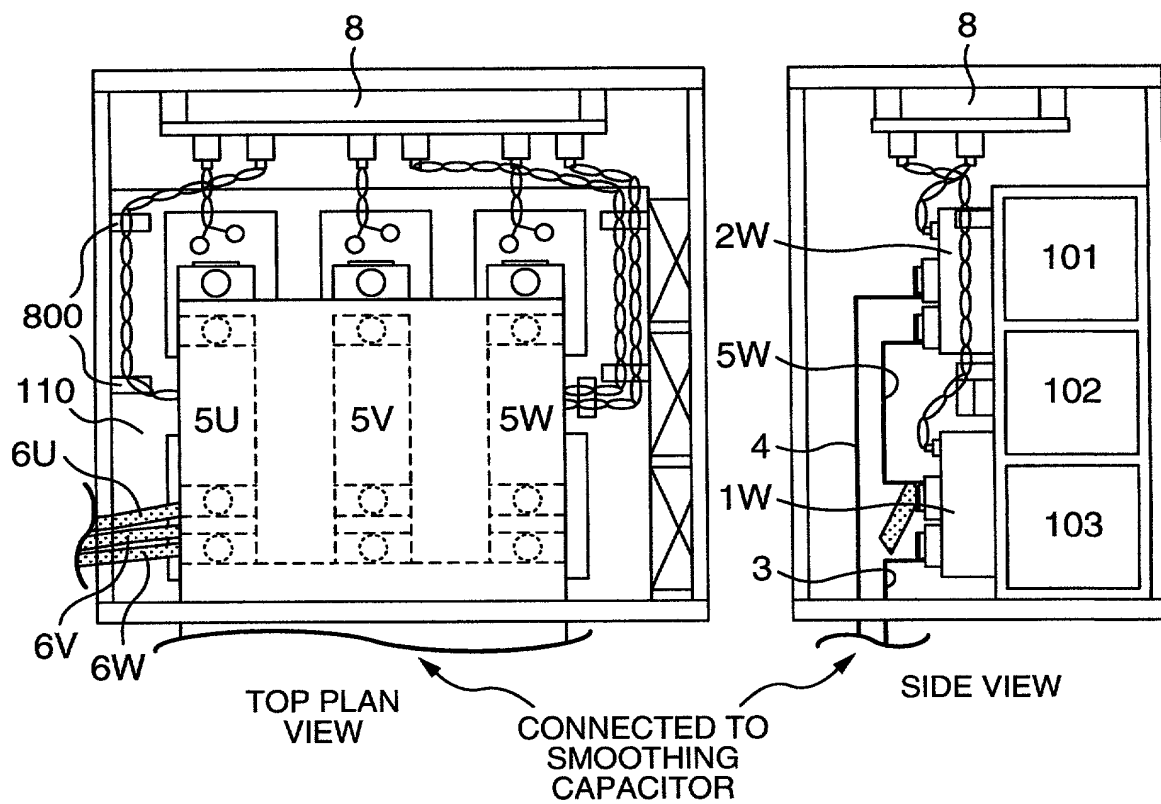 8
800
110
5U
5V
5W
6U
6V
6W
TOP PLAN
VIEW
8
2W
101
5W
102
4
1W
103
3
SIDE VIEW
CONNECTED TO
SMOOTHING
CAPACITOR